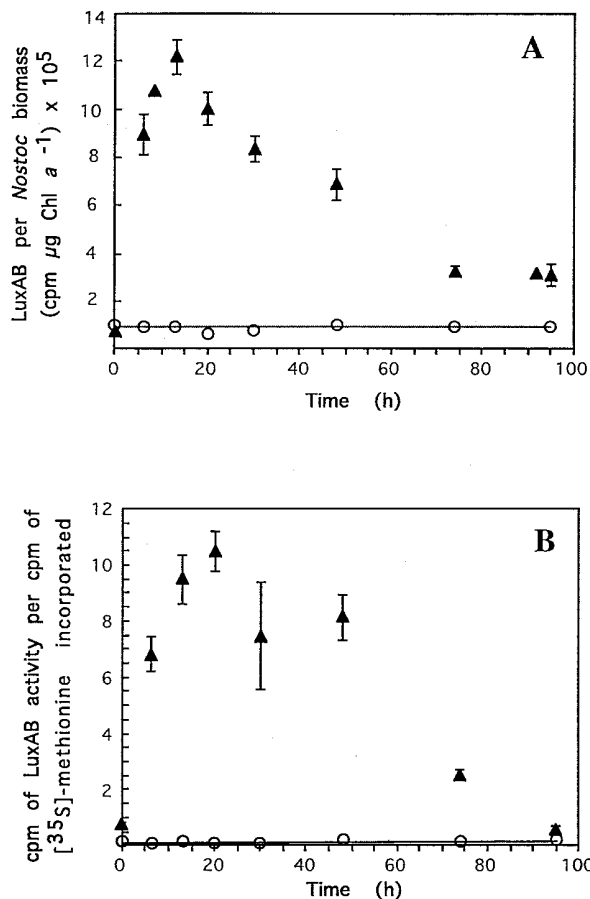 LuxAB per Nostoc biomass
(cpm µg Chl a -1) x 10⁵
14
12
10
8
6
4
2
A
0 20 40 60 80 100
Time (h)
cpm of LuxAB activity per cpm of
[³⁵S]-methionine incorporated
12
10
8
6
4
2
B
0 20 40 60 80 100
Time (h)